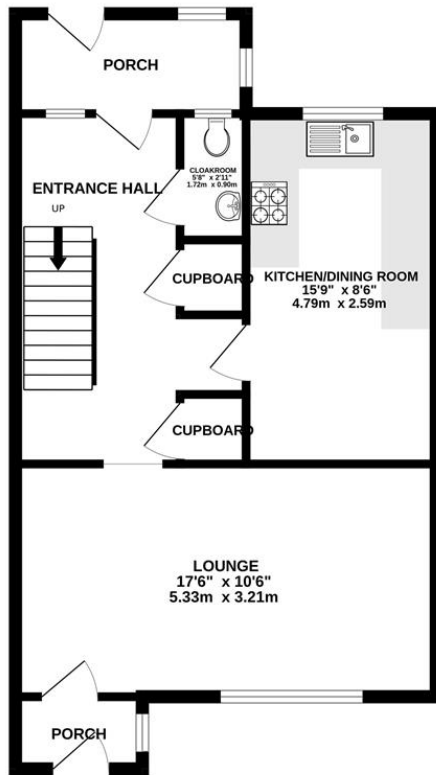 PORCH
CLOAKROOM
5'8" x 2'11"
1.72m x 0.90m
ENTRANCE HALL
UP
CUPBOARD
KITCHEN/DINING ROOM
15'9" x 8'6"
4.79m x 2.59m
CUPBOARD
LOUNGE
17'6" x 10'6"
5.33m x 3.21m
PORCH